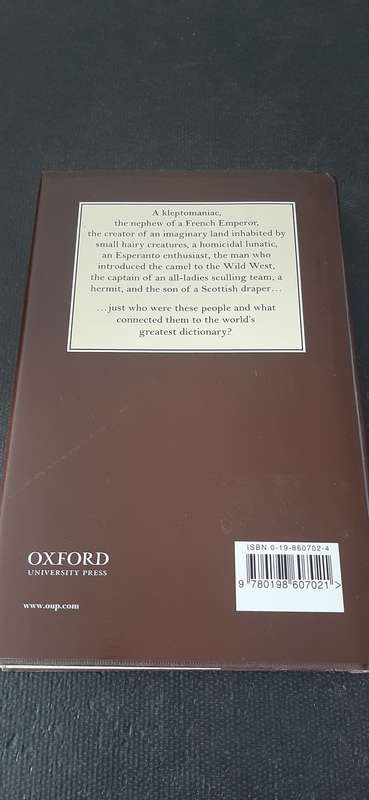 A kleptomaniac,
the nephew of a French Emperor,
the creator of an imaginary land inhabited by
small hairy creatures, a homicidal lunatic,
an Esperanto enthusiast, the man who
introduced the camel to the Wild West,
the captain of an all-ladies sculling team, a
hermit, and the son of a Scottish draper…
…just who were these people and what
connected them to the world's
greatest dictionary?
ISBN 0-19-860702-4
9 780198 607021 >
OXFORD
UNIVERSITY PRESS
www.oup.com